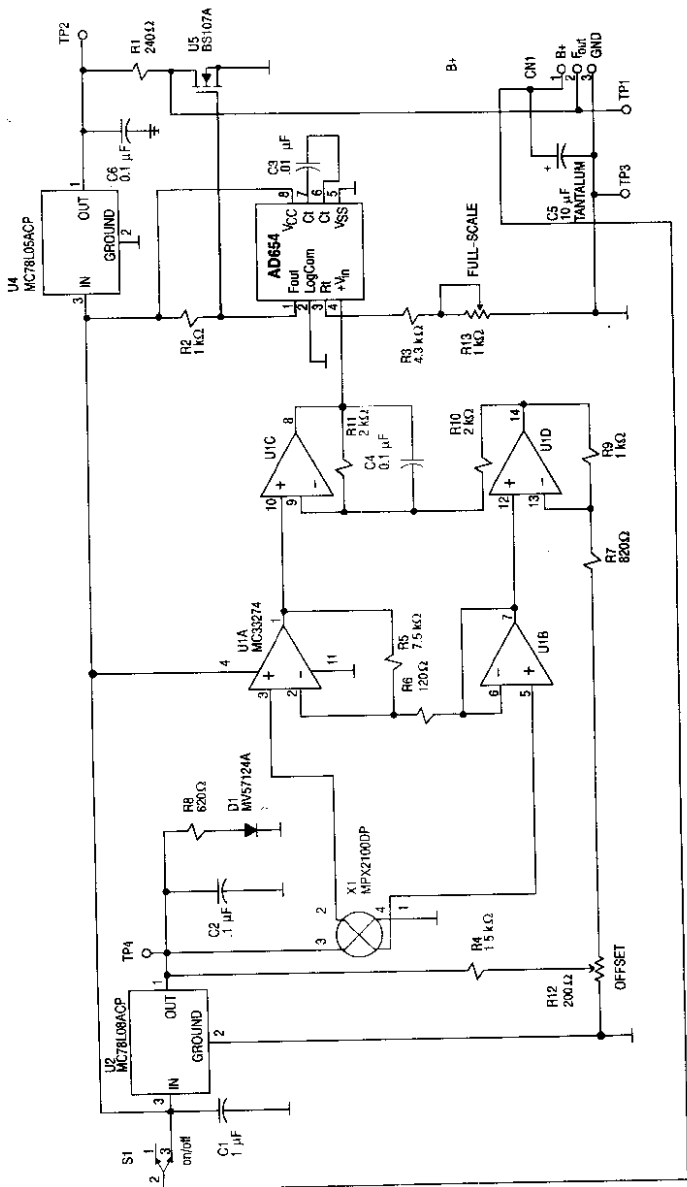 S1
2
1
3
on/off
C1
1 µF
U2
MC78L08ACP
3
IN
OUT
1
GROUND
2
TP4
C2
.1 µF
R8
620Ω
D1
MV57124A
X1
MPX2100DP
3
2
4
1
R4
1.5 kΩ
R12
200Ω
OFFSET
U1A
MC33274
4
3
+
2
-
1
11
R5
7.5 kΩ
R6
120Ω
6
-
5
+
7
U1B
U1C
10
+
9
-
8
R11
2 kΩ
C4
0.1 µF
R10
2 kΩ
12
+
13
-
14
U1D
R9
1 kΩ
R7
820Ω
U4
MC78L05ACP
3
IN
OUT
1
GROUND
2
C6
0.1 µF
TP2
R1
240Ω
U5
BS107A
R2
1 kΩ
AD654
1
Fout
2
LogCom
3
Rt
4
+Vin
8
VCC
7
Ct
6
Ct
5
VSS
C3
.01 µF
R3
4.3 kΩ
R13
1 kΩ
FULL-SCALE
B+
CN1
1
B+
2
Fout
3
GND
+
C5
10 µF
TANTALUM
TP3
TP1